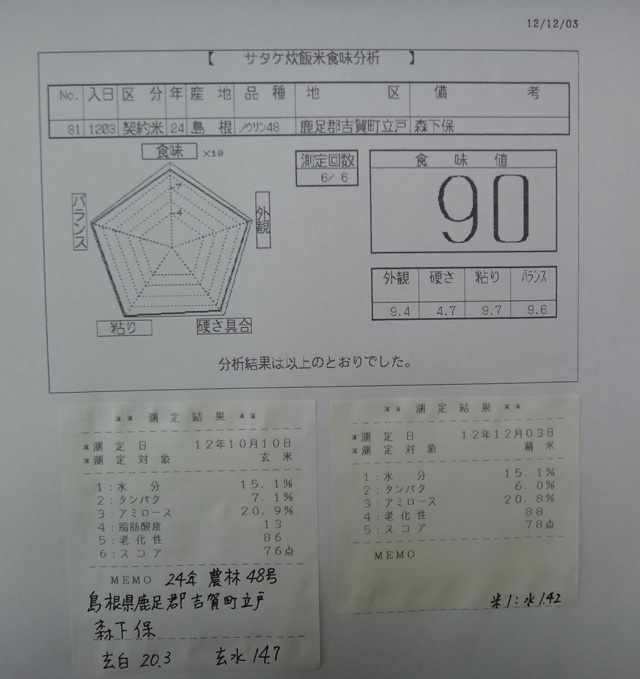 12/12/03
【 サタケ炊飯米食味分析 】
No. 入日 区分 年 産地 品種 地区 備考
81 1203 契約米 24 島根 ノウリン48 鹿足郡吉賀町立戸 森下保
食味 ×10
7
4
バランス
外観
粘り
硬さ具合
測定回数
6/ 6
食味値
90
外観 硬さ 粘り バランス
9.4 4.7 9.7 9.6
分析結果は以上のとおりでした。
** 測定結果 **
*測定日 12年10月10日
*測定対象 玄米
1:水分 15.1%
2:タンパク 7.1%
3:アミロース 20.9%
4:脂肪酸度 13
5:老化性 86
6:スコア 76点
MEMO 24年 農林48号
島根県鹿足郡吉賀町立戸
森下保
玄白 20.3 玄水 14.7
** 測定結果 **
*測定日 12年12月03日
*測定対象 精米
1:水分 15.1%
2:タンパク 6.0%
3:アミロース 20.8%
4:老化性 88
5:スコア 78点
MEMO
米1:水1.42